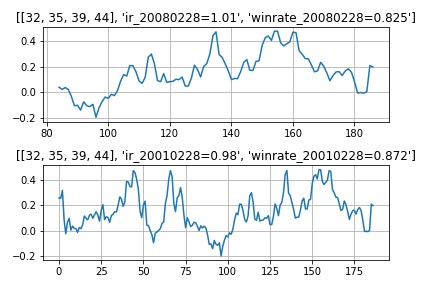 [[32, 35, 39, 44], 'ir_20080228=1.01', 'winrate_20080228=0.825']
0.4
0.2
0.0
-0.2
80 100 120 140 160 180
[[32, 35, 39, 44], 'ir_20010228=0.98', 'winrate_20010228=0.872']
0.4
0.2
0.0
-0.2
0 25 50 75 100 125 150 175